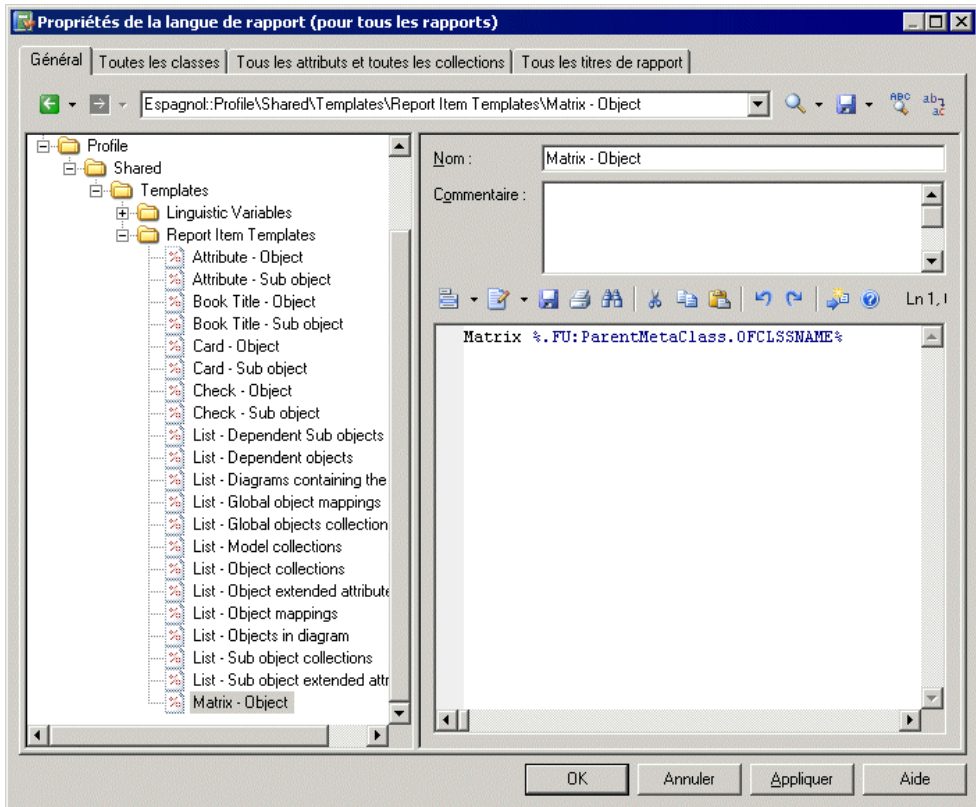 Propriétés de la langue de rapport (pour tous les rapports)
Général
Toutes les classes
Tous les attributs et toutes les collections
Tous les titres de rapport
Espagnol::Profile\Shared\Templates\Report Item Templates\Matrix - Object
Profile
Shared
Templates
Linguistic Variables
Report Item Templates
Attribute - Object
Attribute - Sub object
Book Title - Object
Book Title - Sub object
Card - Object
Card - Sub object
Check - Object
Check - Sub object
List - Dependent Sub objects
List - Dependent objects
List - Diagrams containing the
List - Global object mappings
List - Global objects collection
List - Model collections
List - Object collections
List - Object extended attribute
List - Object mappings
List - Objects in diagram
List - Sub object collections
List - Sub object extended attr
Matrix - Object
Nom :
Matrix - Object
Commentaire :
Ln 1,
Matrix %.FU:ParentMetaClass.OFCLSSNAME%
OK
Annuler
Appliquer
Aide